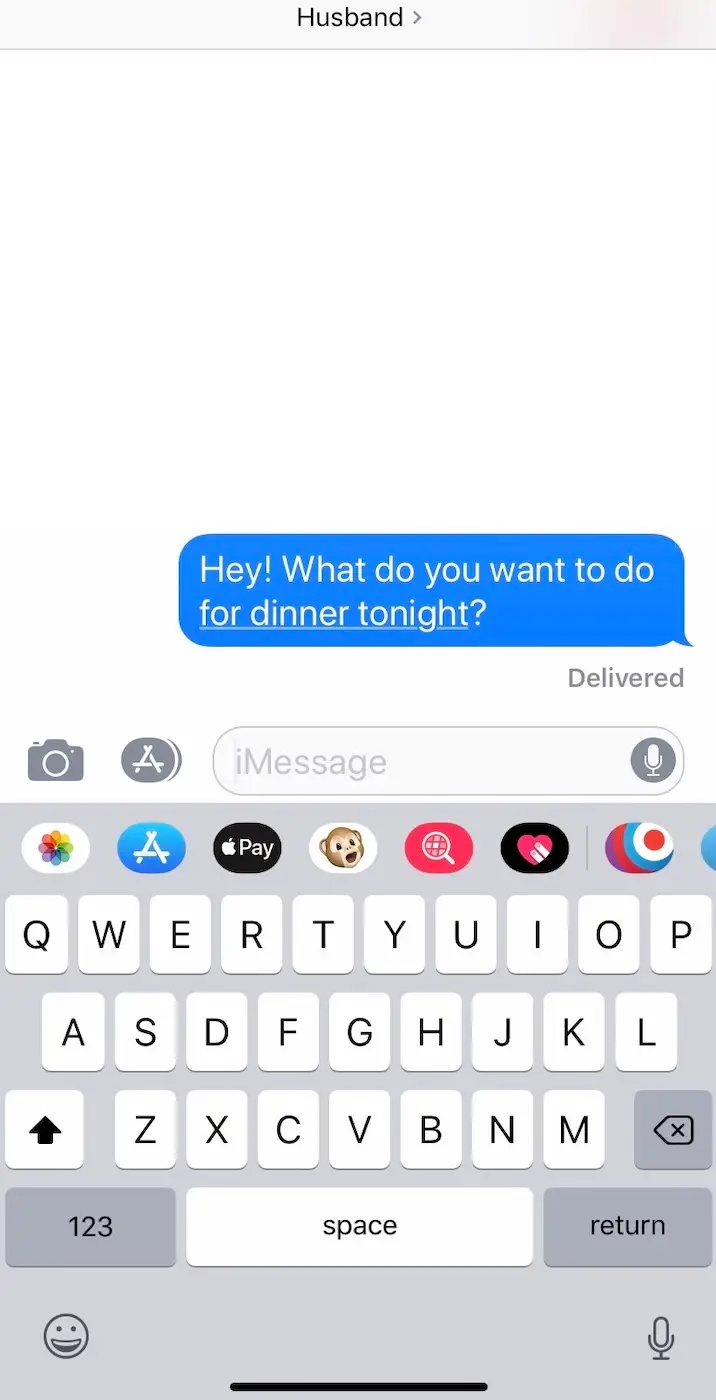 Husband
Hey! What do you want to do
for dinner tonight?
Delivered
iMessage
Pay
Q W E R T Y U I O P
A S D F G H J K L
Z X C V B N M
123 space return